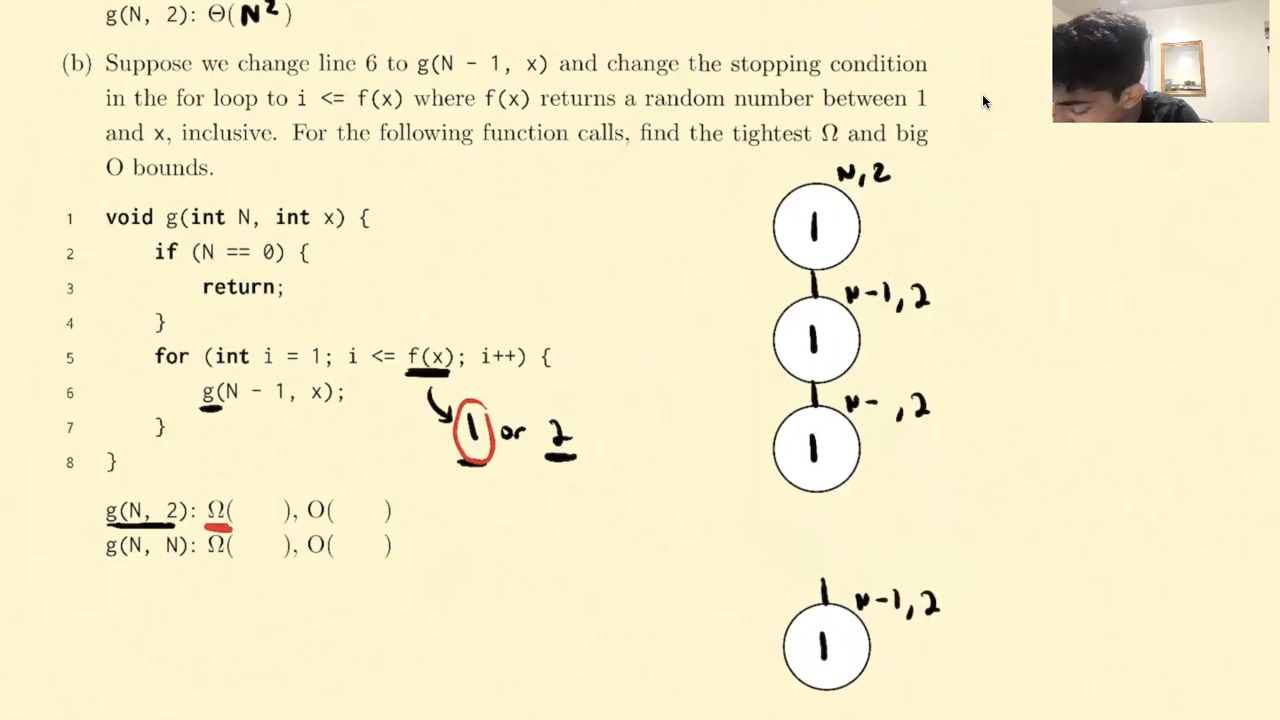 g(N, 2): Θ( N² )
(b) Suppose we change line 6 to g(N - 1, x) and change the stopping condition
in the for loop to i <= f(x) where f(x) returns a random number between 1
and x, inclusive. For the following function calls, find the tightest Ω and big
O bounds.
1 void g(int N, int x) {
2 if (N == 0) {
3 return;
4 }
5 for (int i = 1; i <= f(x); i++) {
6 g(N - 1, x);
7 }
8 }
1 or 2
g(N, 2): Ω( ), O( )
g(N, N): Ω( ), O( )
N, 2
1
N-1, 2
1
N- , 2
1
N-1, 2
1